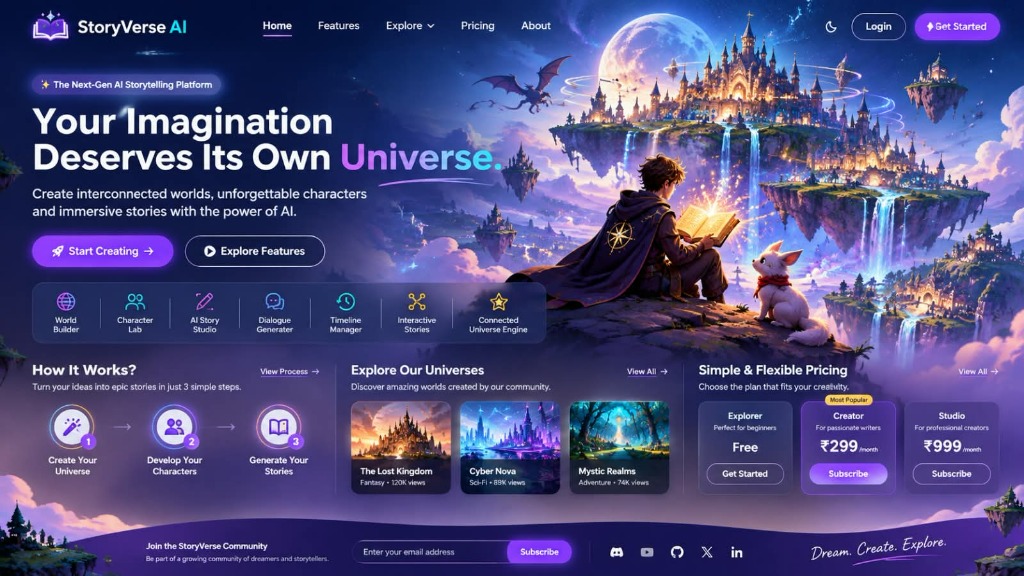 StoryVerse AI
Home
Features
Explore
Pricing
About
Login
Get Started
The Next-Gen AI Storytelling Platform
Your Imagination
Deserves Its Own Universe.
Create interconnected worlds, unforgettable characters
and immersive stories with the power of AI.
Start Creating →
Explore Features
World
Builder
Character
Lab
AI Story
Studio
Dialogue
Generater
Timeline
Manager
Interactive
Stories
Connected
Universe Engine
How It Works?
View Process →
Turn your ideas into epic stories in just 3 simple steps.
1
2
3
Create Your
Universe
Develop Your
Characters
Generate Your
Stories
Explore Our Universes
View All →
Discover amazing worlds created by our community.
The Lost Kingdom
Fantasy • 120K views
Cyber Nova
Sci-Fi • 89K views
Mystic Realms
Adventure • 74K views
Simple & Flexible Pricing
View All →
Choose the plan that fits your creativity.
Explorer
Perfect for beginners
Free
Get Started
Most Popular
Creator
For passionate writers
₹299 /month
Subscribe
Studio
For professional creators
₹999 /month
Subscribe
Join the StoryVerse Community
Be part of a growing community of dreamers and storytellers.
Enter your email address
Subscribe
Dream. Create. Explore.